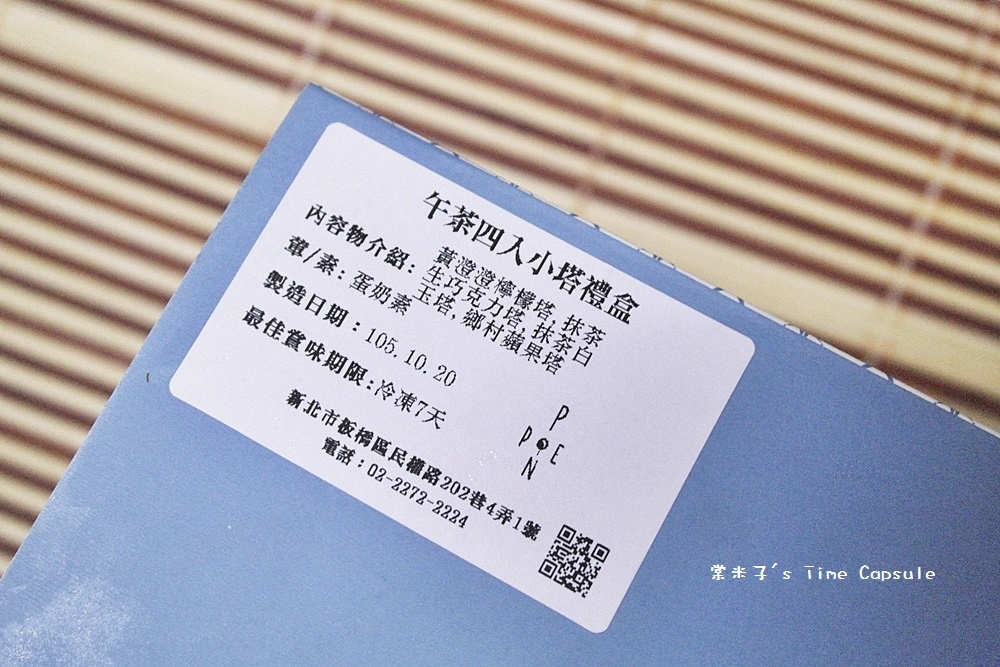 午茶四入小塔禮盒
內容物介紹: 黃澄澄檸檬塔, 抹茶
生巧克力塔, 抹茶白
玉塔, 鄉村蘋果塔
葷/素: 蛋奶素
製造日期: 105.10.20
最佳賞味期限:冷凍7天
P
P E
N
新北市板橋區民權路202巷4弄1號
電話:02-2272-2224
棠米子's Time Capsule